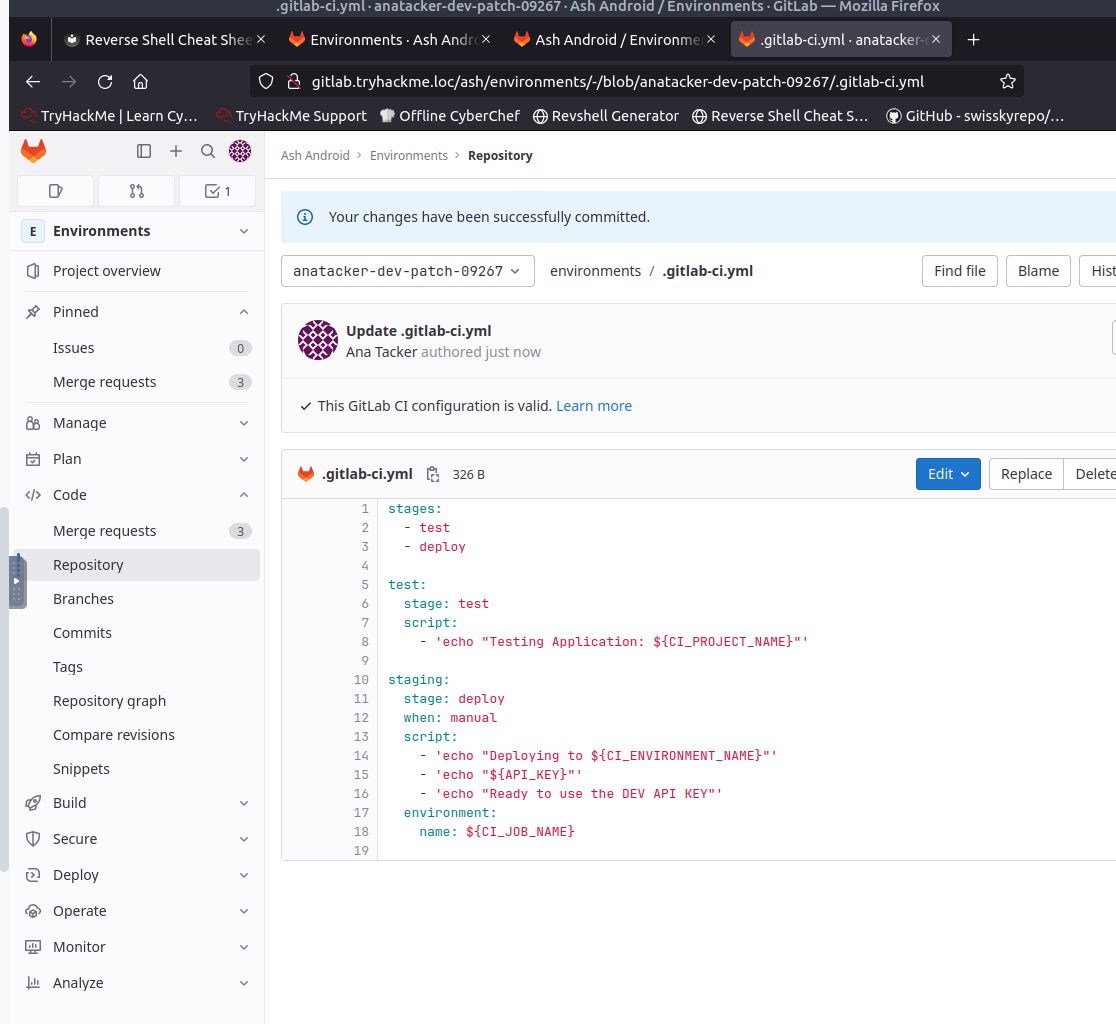 .gitlab-ci.yml · anatacker-dev-patch-09267 · Ash Android / Environments · GitLab — Mozilla Firefox
Reverse Shell Cheat Shee
Environments · Ash Andr
Ash Android / Environme
.gitlab-ci.yml · anatacker-
gitlab.tryhackme.loc/ash/environments/-/blob/anatacker-dev-patch-09267/.gitlab-ci.yml
TryHackMe | Learn Cy… TryHackMe Support Offline CyberChef Revshell Generator Reverse Shell Cheat S… GitHub - swisskyrepo/…
1
E Environments
Project overview
Pinned
Issues 0
Merge requests 3
Manage
Plan
Code
Merge requests 3
Repository
Branches
Commits
Tags
Repository graph
Compare revisions
Snippets
Build
Secure
Deploy
Operate
Monitor
Analyze
Ash Android › Environments › Repository
Your changes have been successfully committed.
anatacker-dev-patch-09267 environments / .gitlab-ci.yml Find file Blame Hist
Update .gitlab-ci.yml
Ana Tacker authored just now
This GitLab CI configuration is valid. Learn more
.gitlab-ci.yml 326 B Edit Replace Delete
1 stages:
2   - test
3   - deploy
4
5 test:
6   stage: test
7   script:
8     - 'echo "Testing Application: ${CI_PROJECT_NAME}"'
9
10 staging:
11   stage: deploy
12   when: manual
13   script:
14     - 'echo "Deploying to ${CI_ENVIRONMENT_NAME}"'
15     - 'echo "${API_KEY}"'
16     - 'echo "Ready to use the DEV API KEY"'
17   environment:
18     name: ${CI_JOB_NAME}
19